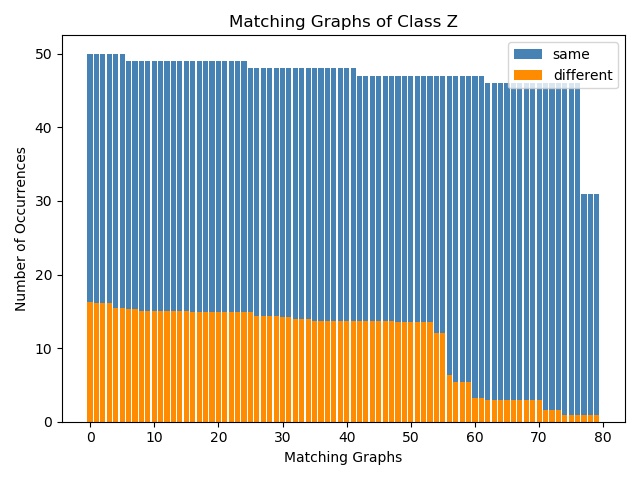 Matching Graphs of Class Z
same
different
Number of Occurrences
50
40
30
20
10
0
0 10 20 30 40 50 60 70 80
Matching Graphs